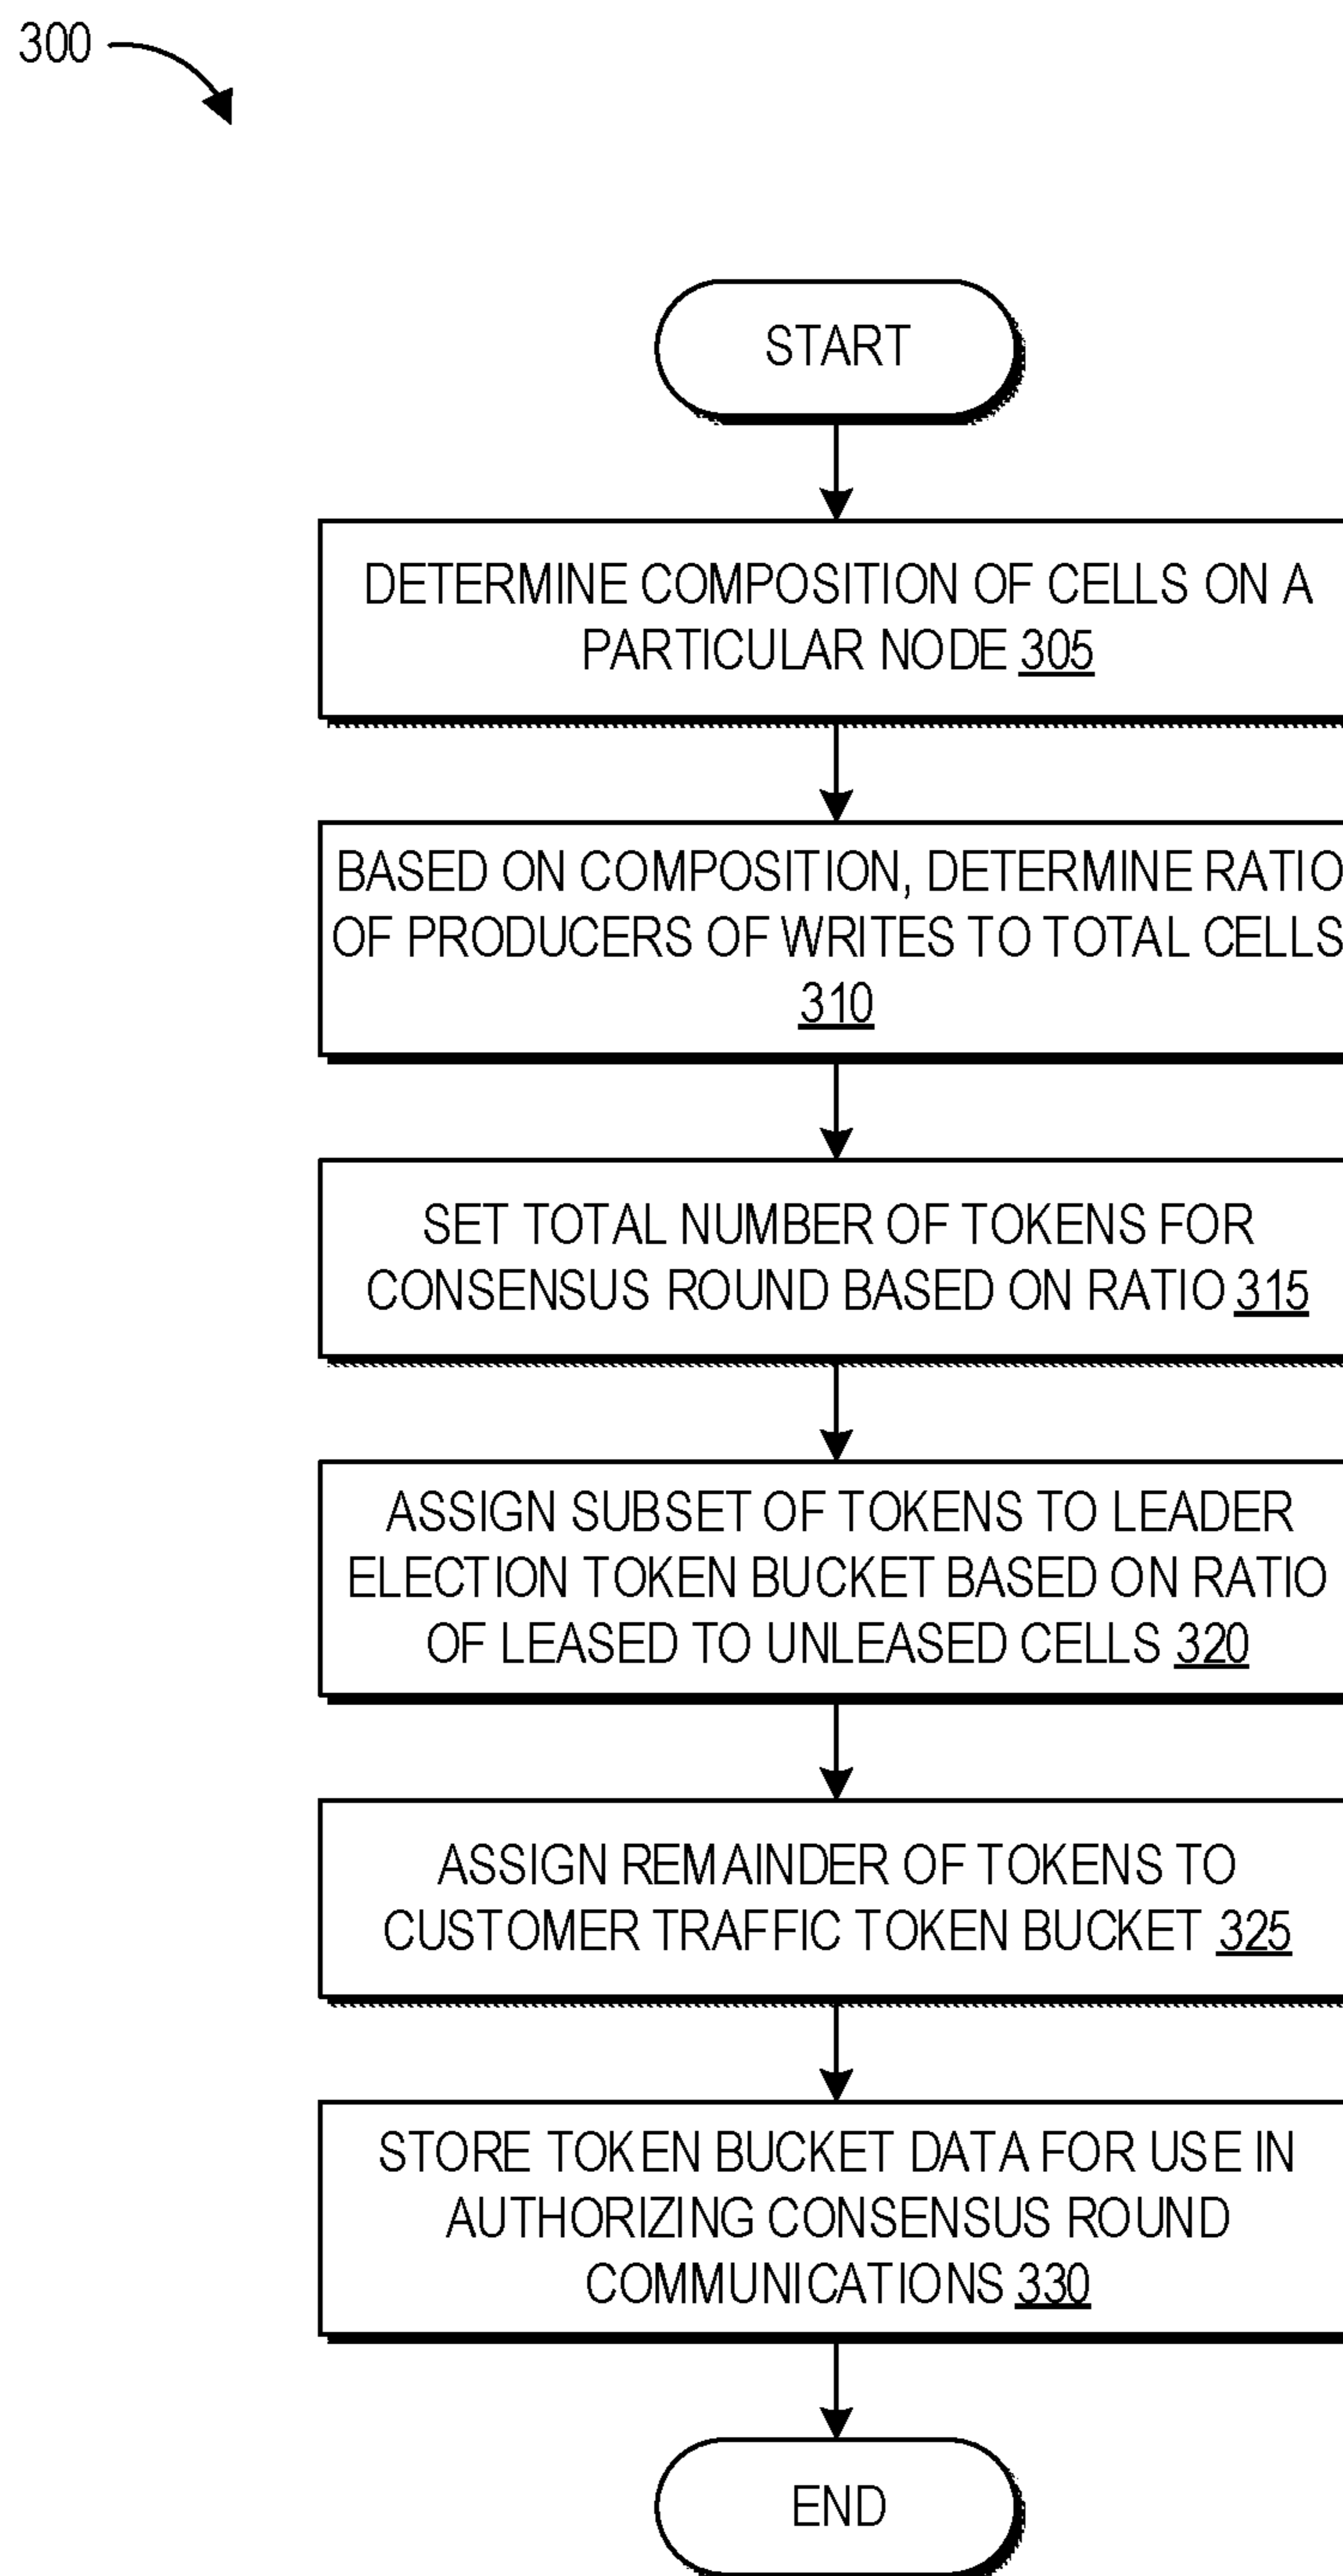 300
START
DETERMINE COMPOSITION OF CELLS ON A
PARTICULAR NODE 305
BASED ON COMPOSITION, DETERMINE RATIO
OF PRODUCERS OF WRITES TO TOTAL CELLS
310
SET TOTAL NUMBER OF TOKENS FOR
CONSENSUS ROUND BASED ON RATIO 315
ASSIGN SUBSET OF TOKENS TO LEADER
ELECTION TOKEN BUCKET BASED ON RATIO
OF LEASED TO UNLEASED CELLS 320
ASSIGN REMAINDER OF TOKENS TO
CUSTOMER TRAFFIC TOKEN BUCKET 325
STORE TOKEN BUCKET DATA FOR USE IN
AUTHORIZING CONSENSUS ROUND
COMMUNICATIONS 330
END